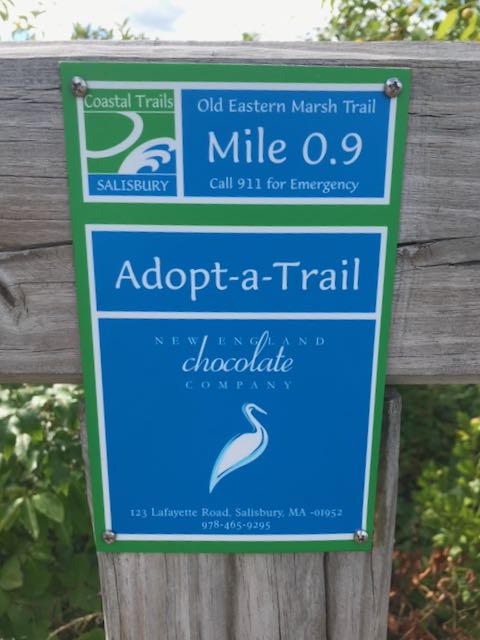 Coastal Trails
SALISBURY
Old Eastern Marsh Trail
Mile 0.9
Call 911 for Emergency
Adopt-a-Trail
NEW ENGLAND
chocolate
COMPANY
123 Lafayette Road, Salisbury, MA -01952
978-465-9295